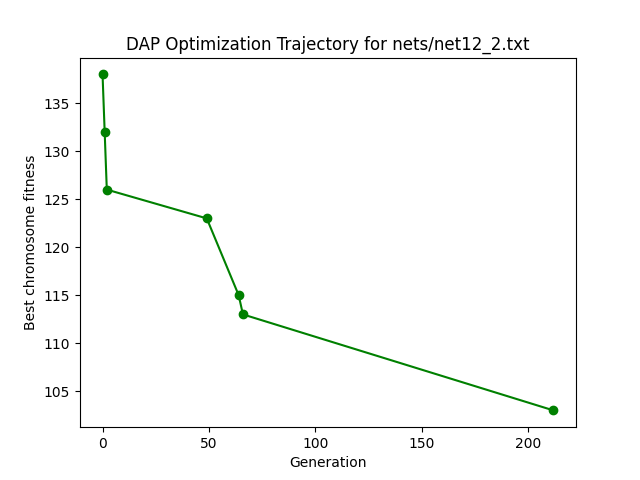 DAP Optimization Trajectory for nets/net12_2.txt
135
130
125
120
115
110
105
Best chromosome fitness
0 50 100 150 200
Generation